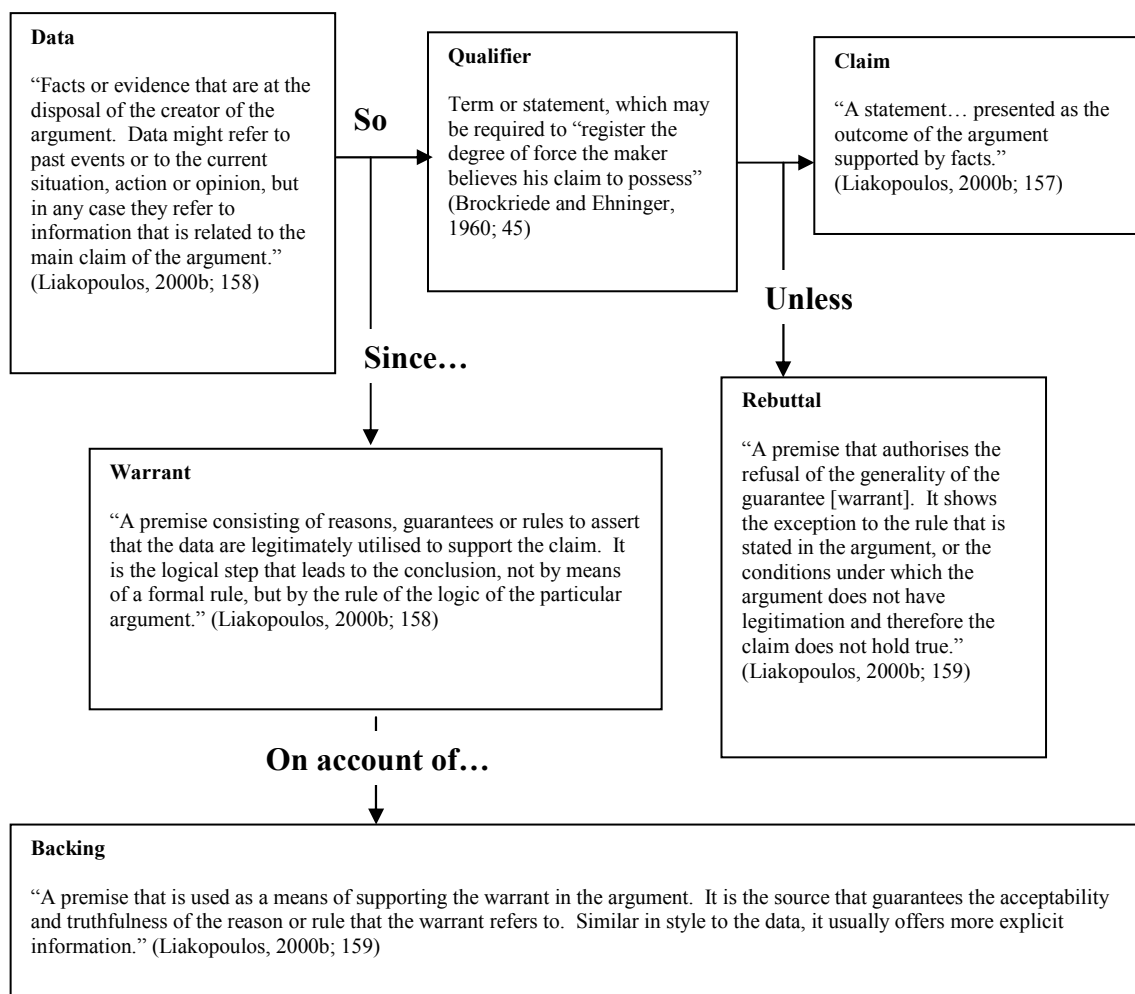 Data
“Facts or evidence that are at the
disposal of the creator of the
argument.  Data might refer to
past events or to the current
situation, action or opinion, but
in any case they refer to
information that is related to the
main claim of the argument.”
(Liakopoulos, 2000b; 158)
So
Qualifier
Term or statement, which may
be required to “register the
degree of force the maker
believes his claim to possess”
(Brockriede and Ehninger,
1960; 45)
Claim
“A statement… presented as the
outcome of the argument
supported by facts.”
(Liakopoulos, 2000b; 157)
Since…
Unless
Warrant
“A premise consisting of reasons, guarantees or rules to assert
that the data are legitimately utilised to support the claim.  It
is the logical step that leads to the conclusion, not by means
of a formal rule, but by the rule of the logic of the particular
argument.” (Liakopoulos, 2000b; 158)
Rebuttal
“A premise that authorises the
refusal of the generality of the
guarantee [warrant].  It shows
the exception to the rule that is
stated in the argument, or the
conditions under which the
argument does not have
legitimation and therefore the
claim does not hold true.”
(Liakopoulos, 2000b; 159)
On account of…
Backing
“A premise that is used as a means of supporting the warrant in the argument.  It is the source that guarantees the acceptability
and truthfulness of the reason or rule that the warrant refers to.  Similar in style to the data, it usually offers more explicit
information.” (Liakopoulos, 2000b; 159)